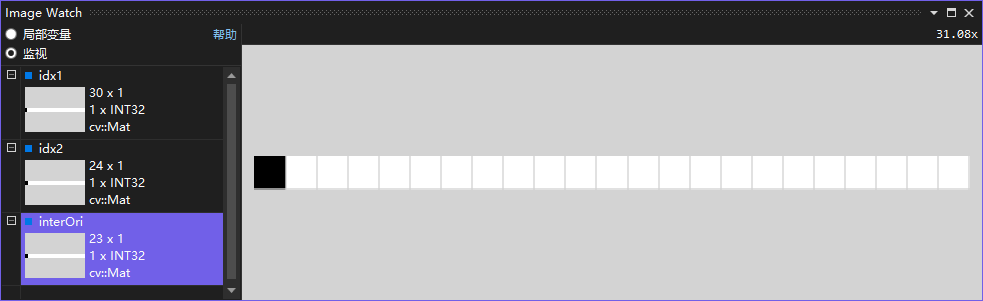 Image Watch
局部变量
帮助
31.08x
监视
idx1
30 x 1
1 x INT32
cv::Mat
idx2
24 x 1
1 x INT32
cv::Mat
interOri
23 x 1
1 x INT32
cv::Mat